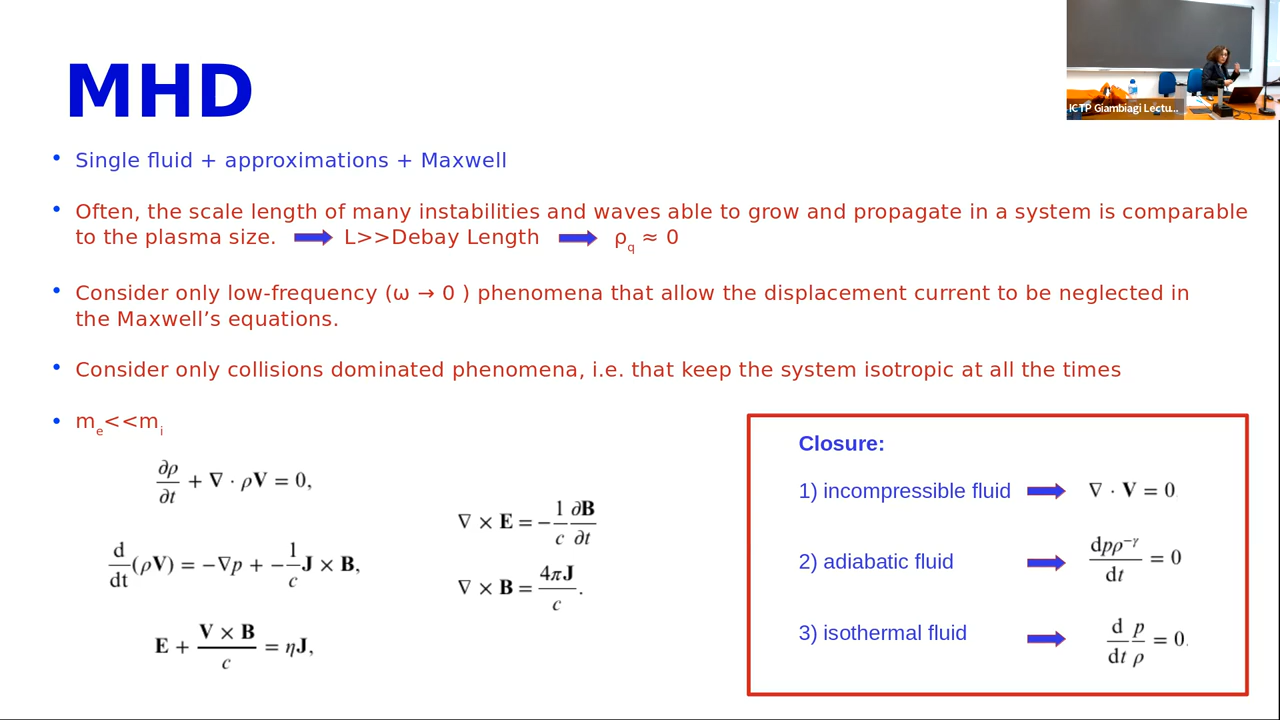 MHD
ICTP Giambiagi Lectu...
• Single fluid + approximations + Maxwell
• Often, the scale length of many instabilities and waves able to grow and propagate in a system is comparable
to the plasma size. L>>Debay Length ρq ≈ 0
• Consider only low-frequency (ω → 0 ) phenomena that allow the displacement current to be neglected in
the Maxwell’s equations.
• Consider only collisions dominated phenomena, i.e. that keep the system isotropic at all the times
• me<<mi
∂ρ/∂t + ∇ · ρV = 0,
d/dt(ρV) = −∇p + −1/c J × B,
E + V × B/c = ηJ,
∇ × E = −1/c ∂B/∂t
∇ × B = 4πJ/c.
Closure:
1) incompressible fluid ∇ · V = 0
2) adiabatic fluid dpρ^−γ/dt = 0
3) isothermal fluid d/dt p/ρ = 0.